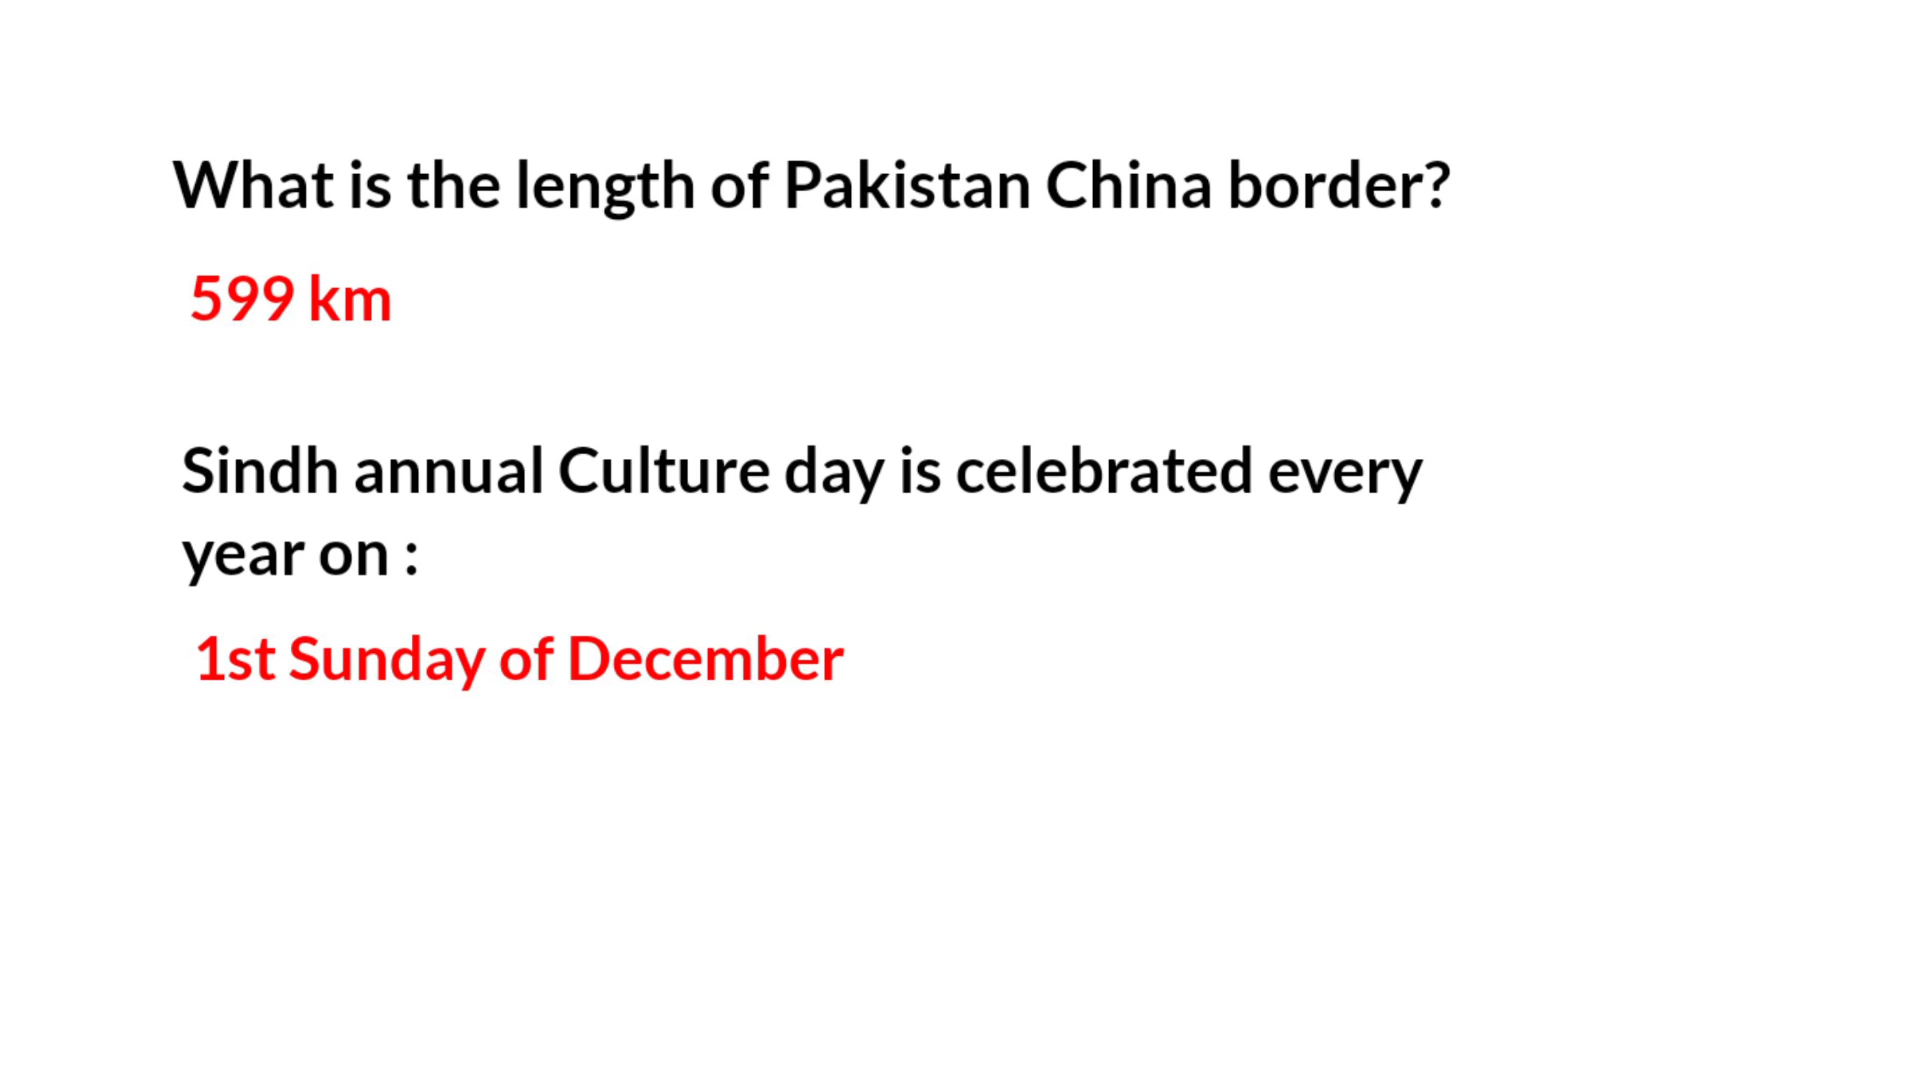 What is the length of Pakistan China border?
599 km
Sindh annual Culture day is celebrated every
year on :
1st Sunday of December